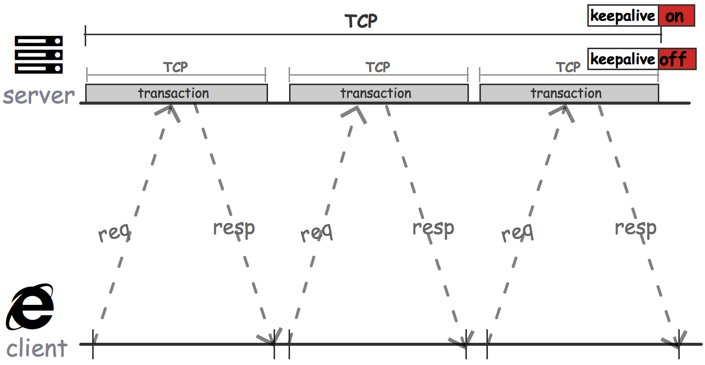 TCP
keepalive on
keepalive off
TCP
TCP
TCP
server
transaction
transaction
transaction
req
resp
req
resp
req
resp
client